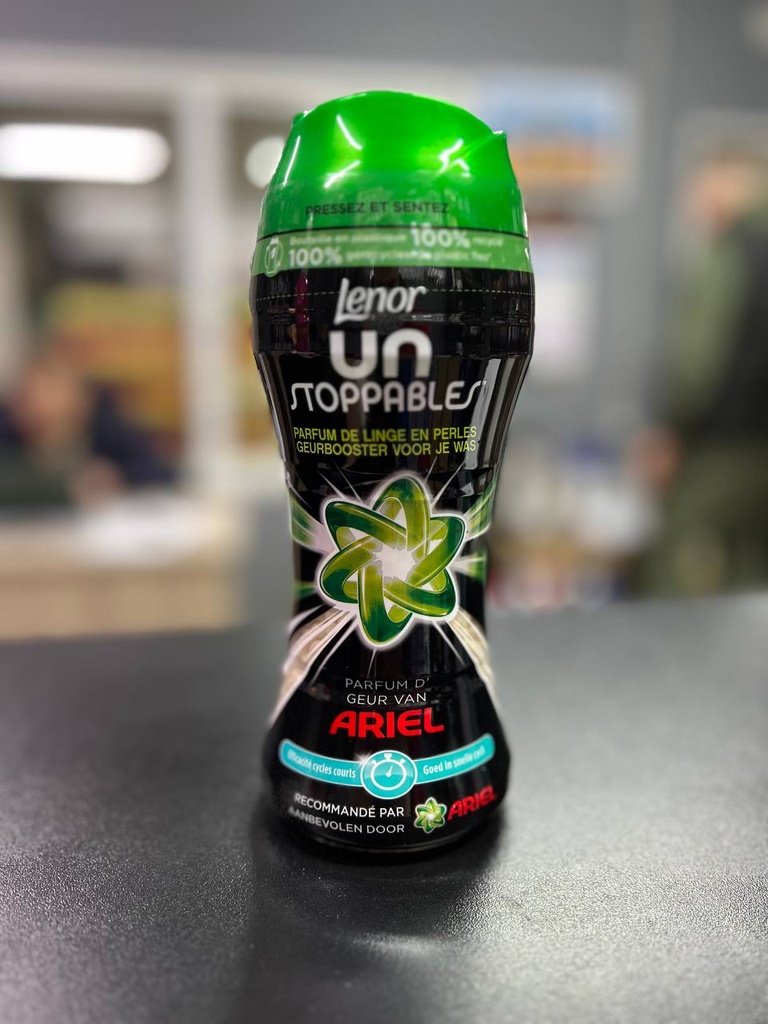 PRESSEZ ET SENTEZ
100%
100%
Lenor
UN
STOPPABLES
PARFUM DE LINGE EN PERLES
GEURBOOSTER VOOR JE WAS
PARFUM D'
GEUR VAN
ARIEL
Efficacité cycles courts
Goed in snelle
RECOMMANDÉ PAR
AANBEVOLEN DOOR
ARIEL